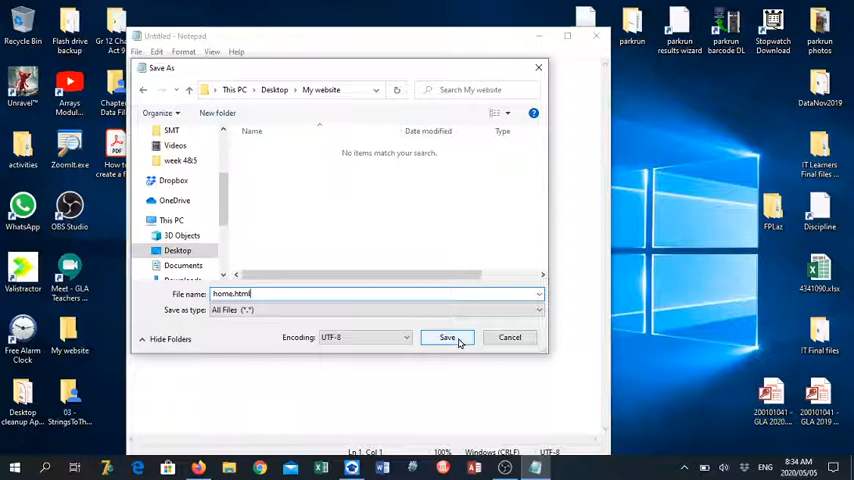 Untitled - Notepad
File Edit Format View Help
Save As
This PC > Desktop > My website
Search My website
Organize
New folder
SMT
Videos
week 4&5
Dropbox
OneDrive
This PC
3D Objects
Desktop
Documents
Name
Date modified
Type
No items match your search.
File name: home.html
Save as type: All Files (*.*)
Hide Folders
Encoding: UTF-8
Save
Cancel
Ln 1, Col 1
100%
Windows (CRLF)
UTF-8
Recycle Bin
Flash drive backup
Gr 12 Ch
Act 9
Unravel™
Arrays Modul...
Chapter
Data Fil
activities
ZoomIt.exe
How to
create a f
WhatsApp
OBS Studio
Valistractor
Meet - GLA Teachers ...
Free Alarm Clock
My website
Desktop cleanup Ap...
03 - StringsToTh...
parkrun
parkrun results wizard
parkrun barcode DL
Stopwatch Download
parkrun photos
DataNov2019
IT Learners Final files ...
FPLaz
Discipline
4341090.xlsx
IT Final files
200101041 - GLA 2020...
200101041 - GLA 2019 ...
ENG
8:34 AM
2020/05/05